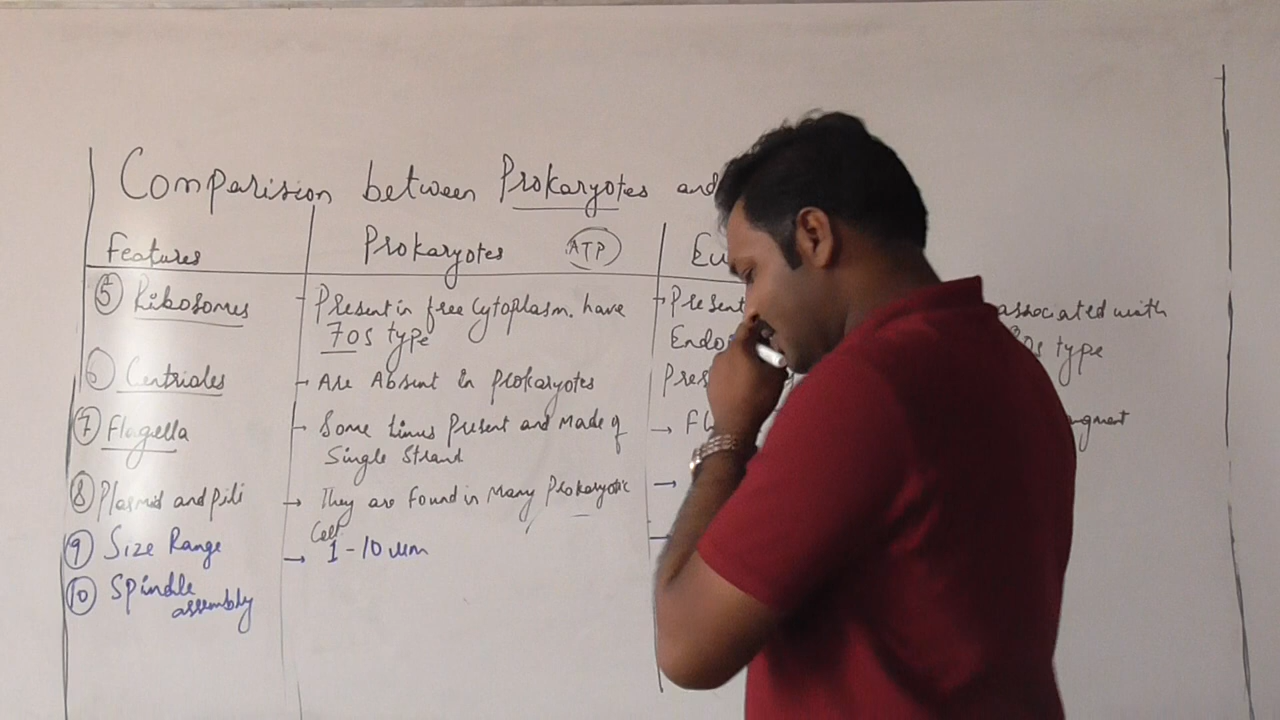 Comparision between Prokaryotes and
Features Prokaryotes ATP Eu
5 Ribosomes - Present in free Cytoplasm. have Present associated with
70s type Endo 80s type
6 Centrioles → Are Absent in Prokaryotes Pres
7 Flagella - Some times Present and Made of → Fl
Single Strand
8 Plasmid and pili → They are found in Many Prokaryotic →
Cell
9 Size Range → 1-10 um
10 Spindle
assembly